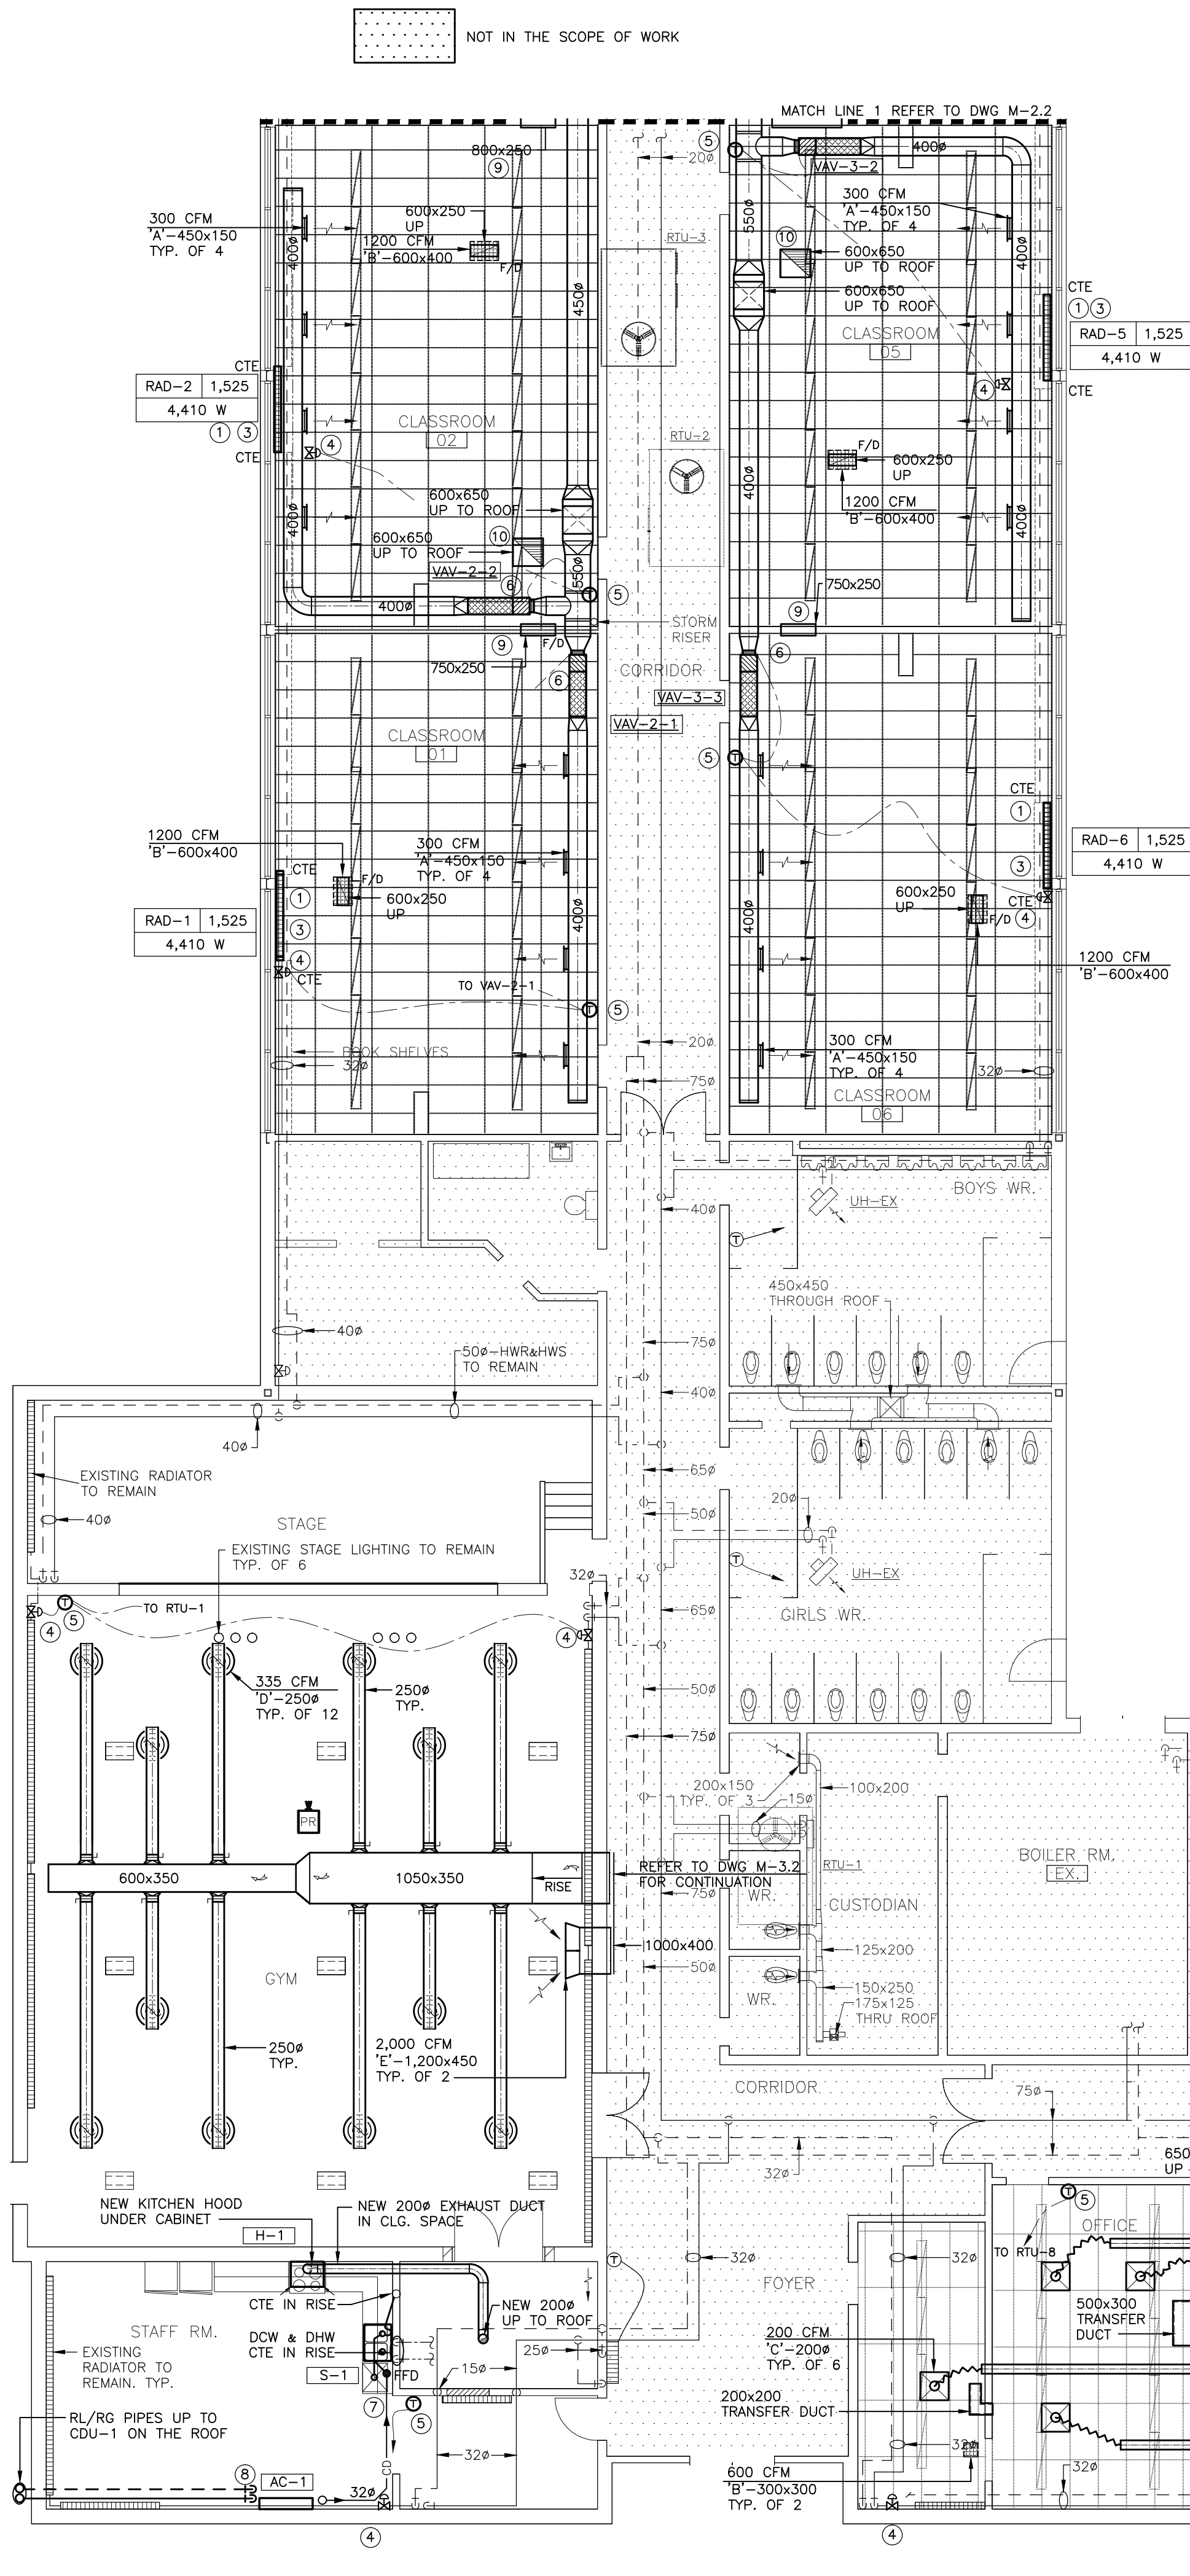 NOT IN THE SCOPE OF WORK
MATCH LINE 1 REFER TO DWG M-2.2
800x250
9
5
20ø
400ø
VAV-3-2
300 CFM
'A'-450x150
TYP. OF 4
400ø
600x250
UP
1200 CFM
'B'-600x400
F/D
450ø
RTU-3
550ø
10
600x650
UP TO ROOF
600x650
UP TO ROOF
300 CFM
'A'-450x150
TYP. OF 4
400ø
CLASSROOM
05
CTE
1 3
RAD-5 1,525
4,410 W
CTE
4
CTE
RAD-2 1,525
4,410 W
1 3
CTE
4
CLASSROOM
02
RTU-2
400ø
F/D
600x250
UP
1200 CFM
'B'-600x400
400ø
400ø
600x650
UP TO ROOF
600x650
UP TO ROOF
10
VAV-2-2
6
550ø
5
400ø
750x250
9
STORM
RISER
9
F/D
750x250
6
CORRIDOR
VAV-3-3
VAV-2-1
6
5
CLASSROOM
01
CTE
1
3
RAD-6 1,525
4,410 W
1200 CFM
'B'-600x400
300 CFM
'A'-450x150
TYP. OF 4
CTE
1
F/D
600x250
UP
3
4
CTE
RAD-1 1,525
4,410 W
400ø
400ø
600x250
UP
F/D
CTE
4
1200 CFM
'B'-600x400
TO VAV-2-1
5
BOOK SHELVES
32ø
20ø
75ø
300 CFM
'A'-450x150
TYP. OF 4
32ø
CLASSROOM
06
BOYS WR.
UH-EX
40ø
T
450x450
THROUGH ROOF
40ø
75ø
50ø-HWR&HWS
TO REMAIN
40ø
40ø
EXISTING RADIATOR
TO REMAIN
65ø
50ø
20ø
40ø
STAGE
EXISTING STAGE LIGHTING TO REMAIN
TYP. OF 6
32ø
T
UH-EX
TO RTU-1
4
5
65ø
GIRLS WR.
4
335 CFM
'D'-250ø
TYP. OF 12
250ø
TYP.
50ø
75ø
200x150
TYP. OF 3
100x200
15ø
PR
600x350
1050x350
RISE
REFER TO DWG M-3.2
FOR CONTINUATION
RTU-1
BOILER RM.
EX.
75ø
WR.
CUSTODIAN
1000x400
125x200
50ø
GYM
150x250
WR.
175x125
THRU ROOF
250ø
TYP.
2,000 CFM
'E'-1,200x450
TYP. OF 2
CORRIDOR
75ø
32ø
650
UP
NEW KITCHEN HOOD
UNDER CABINET
H-1
NEW 200ø EXHAUST DUCT
IN CLG. SPACE
5
OFFICE
TO RTU-8
T
32ø
32ø
FOYER
CTE IN RISE
NEW 200ø
UP TO ROOF
500x300
TRANSFER
DUCT
STAFF RM.
DCW & DHW
CTE IN RISE
25ø
200 CFM
'C'-200ø
TYP. OF 6
EXISTING
RADIATOR TO
REMAIN. TYP.
S-1
FFD
15ø
7
5
200x200
TRANSFER DUCT
RL/RG PIPES UP TO
CDU-1 ON THE ROOF
32ø
32ø
CD
8
AC-1
32ø
600 CFM
'B'-300x300
TYP. OF 2
32ø
4
4